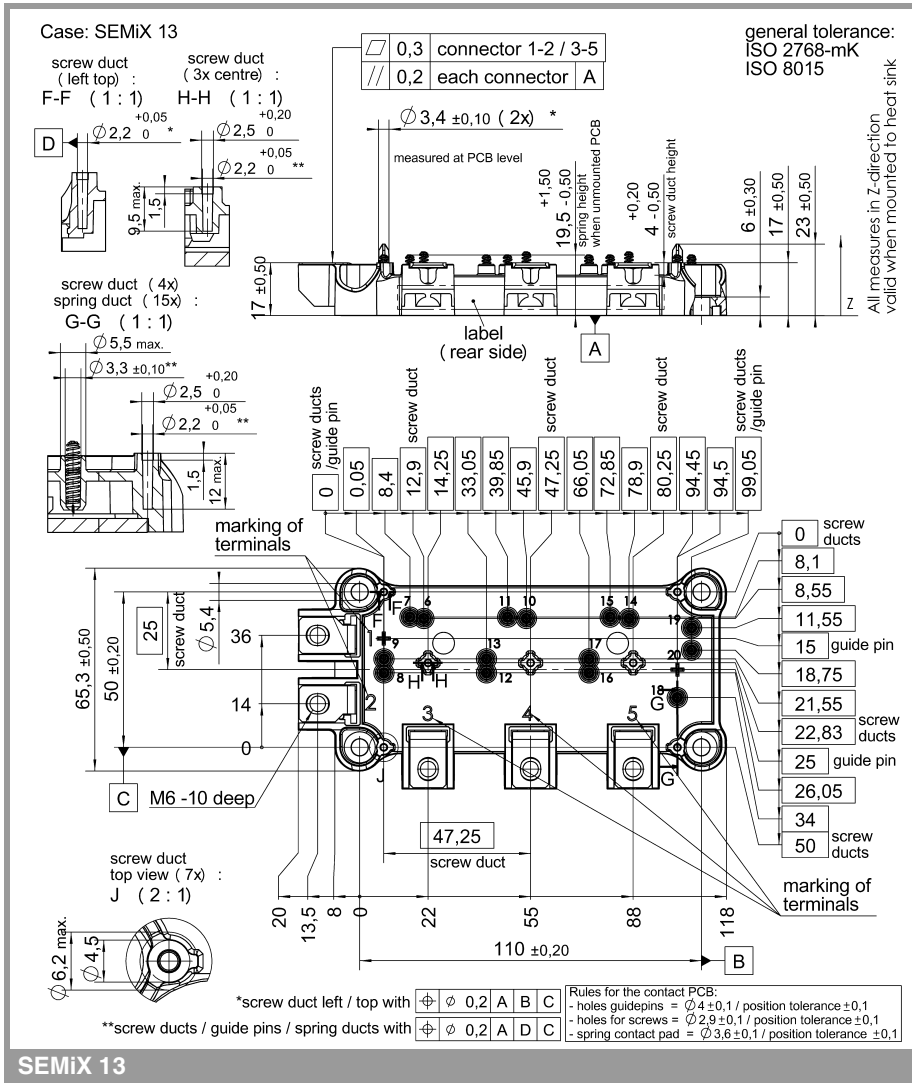 Case: SEMiX 13
screw duct
( left top) :
F-F ( 1 : 1)
screw duct
( 3x centre) :
H-H ( 1 : 1)
D
∅ 2,2 +0,05 0 *
∅ 2,5 +0,20 0
∅ 2,2 +0,05 0 **
9,5 max.
1,5
⏥ 0,3 connector 1-2 / 3-5
// 0,2 each connector A
∅ 3,4 ±0,10 ( 2x) *
measured at PCB level
general tolerance:
ISO 2768-mK
ISO 8015
19,5 +1,50 -0,50
spring height
when unmounted PCB
4 +0,20 -0,50
screw duct height
6 ±0,30
17 ±0,50
23 ±0,50
Z
All measures in Z-direction
valid when mounted to heat sink
17 ±0,50
label
( rear side)
A
screw duct ( 4x)
spring duct ( 15x) :
G-G ( 1 : 1)
∅ 5,5 max.
∅ 3,3 ±0,10**
∅ 2,5 +0,20 0
∅ 2,2 +0,05 0 **
1,5
12 max.
screw ducts
/guide pin
screw duct
screw duct
screw duct
screw ducts
/guide pin
0
0,05
8,4
12,9
14,25
33,05
39,85
45,9
47,25
66,05
72,85
78,9
80,25
94,45
94,5
99,05
marking of
terminals
0 screw
ducts
8,1
8,55
11,55
15 guide pin
18,75
21,55
22,83 screw
ducts
25 guide pin
26,05
34
50 screw
ducts
65,3 ±0,50
50 ±0,20
25
screw duct
∅ 5,4
36
14
0
F
F
7
6
11
10
15
14
19
1
9
13
17
20
8
H
H
12
16
18
G
2
3
4
5
J
G
C
M6 -10 deep
47,25
screw duct
20
13,5
8
0
22
55
88
118
110 ±0,20
B
marking of
terminals
screw duct
top view ( 7x) :
J ( 2 : 1)
∅ 6,2 max.
∅ 4,5
*screw duct left / top with ⌖ ∅ 0,2 A B C
**screw ducts / guide pins / spring ducts with ⌖ ∅ 0,2 A D C
Rules for the contact PCB:
- holes guidepins = ∅ 4 ±0,1 / position tolerance ±0,1
- holes for screws = ∅ 2,9 ±0,1 / position tolerance ±0,1
- spring contact pad = ∅ 3,6 ±0,1 / position tolerance ±0,1
SEMiX 13